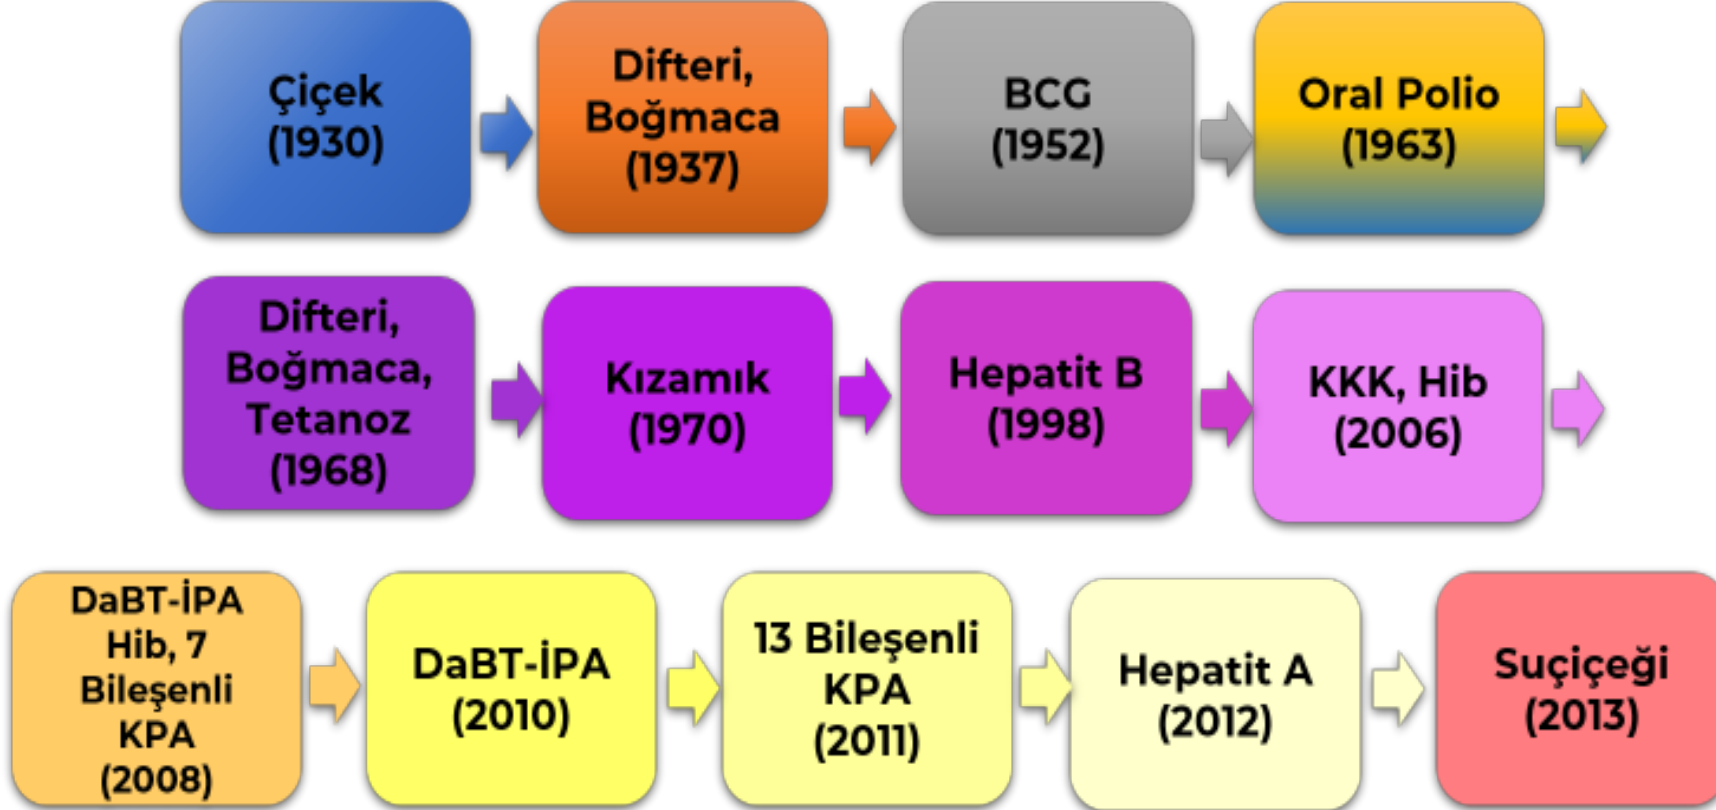 Çiçek
(1930)
Difteri,
Boğmaca
(1937)
BCG
(1952)
Oral Polio
(1963)
Difteri,
Boğmaca,
Tetanoz
(1968)
Kızamık
(1970)
Hepatit B
(1998)
KKK, Hib
(2006)
DaBT-İPA
Hib, 7
Bileşenli
KPA
(2008)
DaBT-İPA
(2010)
13 Bileşenli
KPA
(2011)
Hepatit A
(2012)
Suçiçeği
(2013)